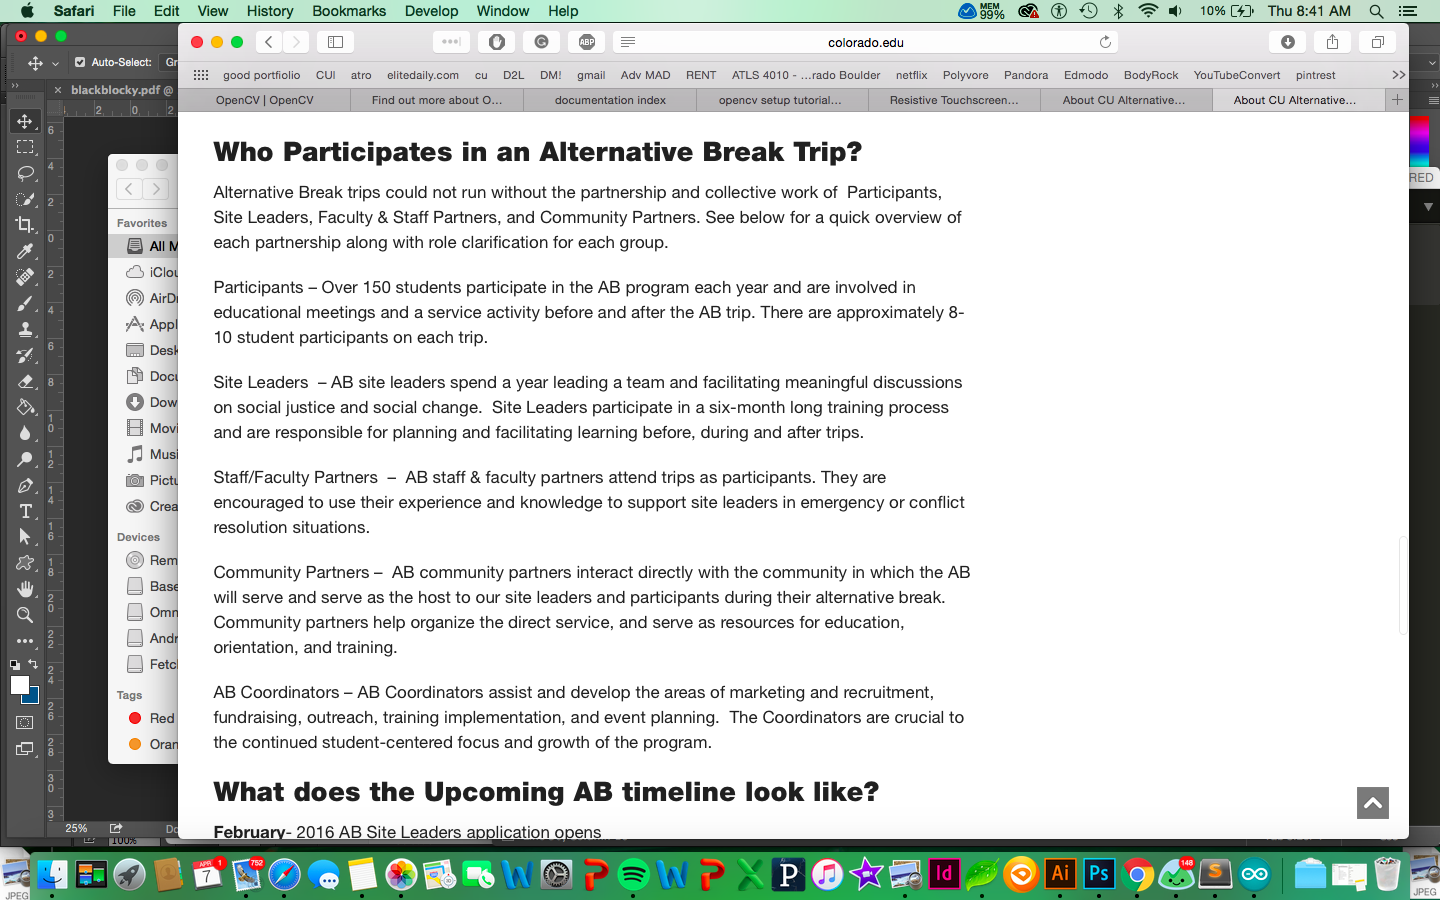 Safari File Edit View History Bookmarks Develop Window Help MEM 99% 10% Thu 8:41 AM
colorado.edu
Auto-Select: Gr
ABP
good portfiolio CUI atro elitedaily.com cu D2L DM! gmail Adv MAD RENT ATLS 4010 - ...rado Boulder netflix Polyvore Pandora Edmodo BodyRock YouTubeConvert pintrest >>
blackblocky.pdf @
OpenCV | OpenCV Find out more about O... documentation index opencv setup tutorial... Resistive Touchscreen... About CU Alternative... About CU Alternative...
Who Participates in an Alternative Break Trip?
Alternative Break trips could not run without the partnership and collective work of  Participants,
Site Leaders, Faculty & Staff Partners, and Community Partners. See below for a quick overview of
each partnership along with role clarification for each group.
Participants – Over 150 students participate in the AB program each year and are involved in
educational meetings and a service activity before and after the AB trip. There are approximately 8-
10 student participants on each trip.
Site Leaders  – AB site leaders spend a year leading a team and facilitating meaningful discussions
on social justice and social change.  Site Leaders participate in a six-month long training process
and are responsible for planning and facilitating learning before, during and after trips.
Staff/Faculty Partners  –  AB staff & faculty partners attend trips as participants. They are
encouraged to use their experience and knowledge to support site leaders in emergency or conflict
resolution situations.
Community Partners –  AB community partners interact directly with the community in which the AB
will serve and serve as the host to our site leaders and participants during their alternative break.
Community partners help organize the direct service, and serve as resources for education,
orientation, and training.
AB Coordinators – AB Coordinators assist and develop the areas of marketing and recruitment,
fundraising, outreach, training implementation, and event planning.  The Coordinators are crucial to
the continued student-centered focus and growth of the program.
What does the Upcoming AB timeline look like?
February- 2016 AB Site Leaders application opens
Favorites
All M
iClou
AirDr
Appl
Desk
Docu
Dow
Movi
Musi
Pictu
Crea
Devices
Rem
Base
Omn
Andr
Fetch
Tags
Red
Oran
RED
25% Do
100%
APR 1
7
752
148
P
Id
Ai
Ps
JPEG
JPEG